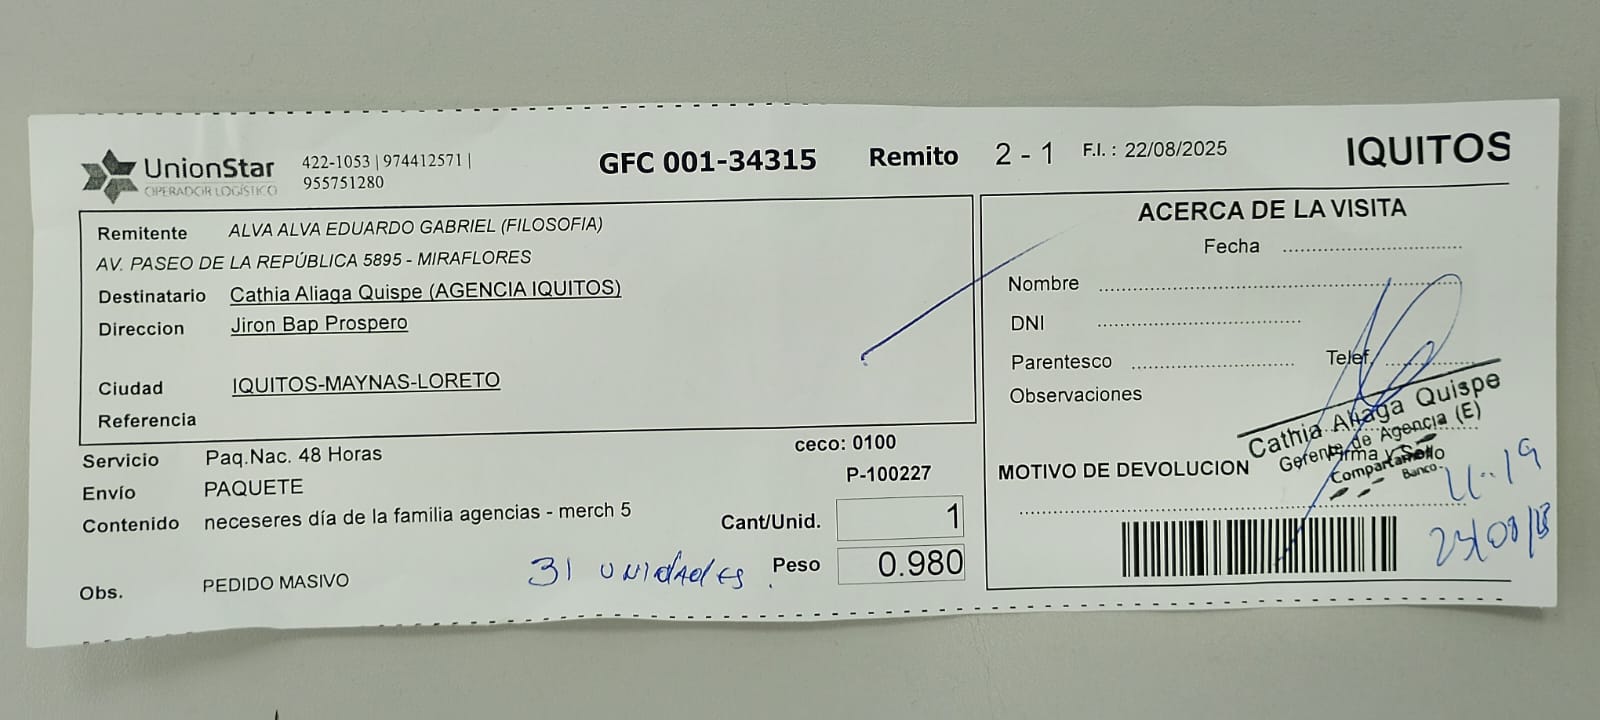 UnionStar
OPERADOR LOGÍSTICO
422-1053 | 974412571 |
955751280
GFC 001-34315
Remito 2 - 1
F.I. : 22/08/2025
IQUITOS
Remitente ALVA ALVA EDUARDO GABRIEL (FILOSOFIA)
AV. PASEO DE LA REPÚBLICA 5895 - MIRAFLORES
Destinatario Cathia Aliaga Quispe (AGENCIA IQUITOS)
Direccion Jiron Bap Prospero
Ciudad IQUITOS-MAYNAS-LORETO
Referencia
Servicio Paq.Nac. 48 Horas
ceco: 0100
Envío PAQUETE
P-100227
Contenido neceseres día de la familia agencias - merch 5
Cant/Unid. 1
31 UNIDADES
Peso 0.980
Obs. PEDIDO MASIVO
ACERCA DE LA VISITA
Fecha
Nombre
DNI
Parentesco
Telef.
Observaciones
Cathia Aliaga Quispe
Gerente de Agencia (E)
Firma y Sello
Compartamos
Banco
MOTIVO DE DEVOLUCION